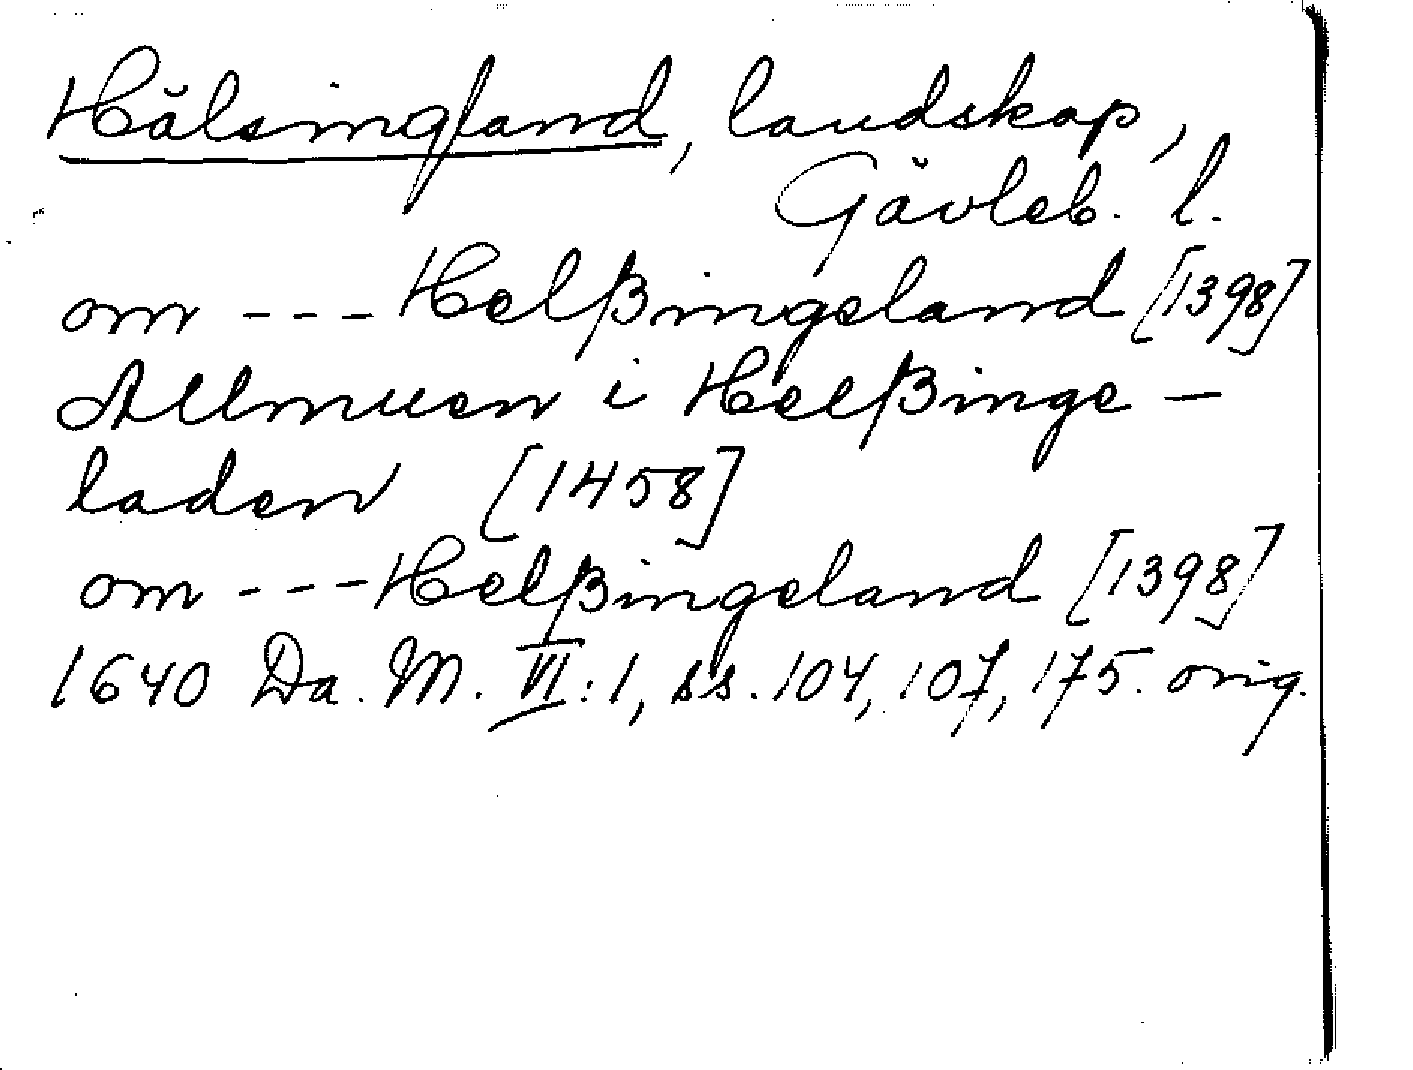 Hälsingland, landskap,
Gävleb. l.
om --- Helßingeland [1398]
Allmuen i Helßinge-
laden [1458]
om --- Helßingeland [1398]
1640 Da. M. VI:1, ss. 104, 107, 175. orig.